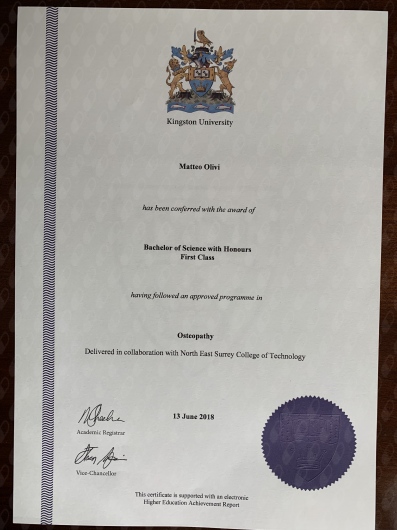 Kingston University
Matteo Olivi
has been conferred with the award of
Bachelor of Science with Honours
First Class
having followed an approved programme in
Osteopathy
Delivered in collaboration with North East Surrey College of Technology
13 June 2018
Academic Registrar
Vice-Chancellor
This certificate is supported with an electronic
Higher Education Achievement Report